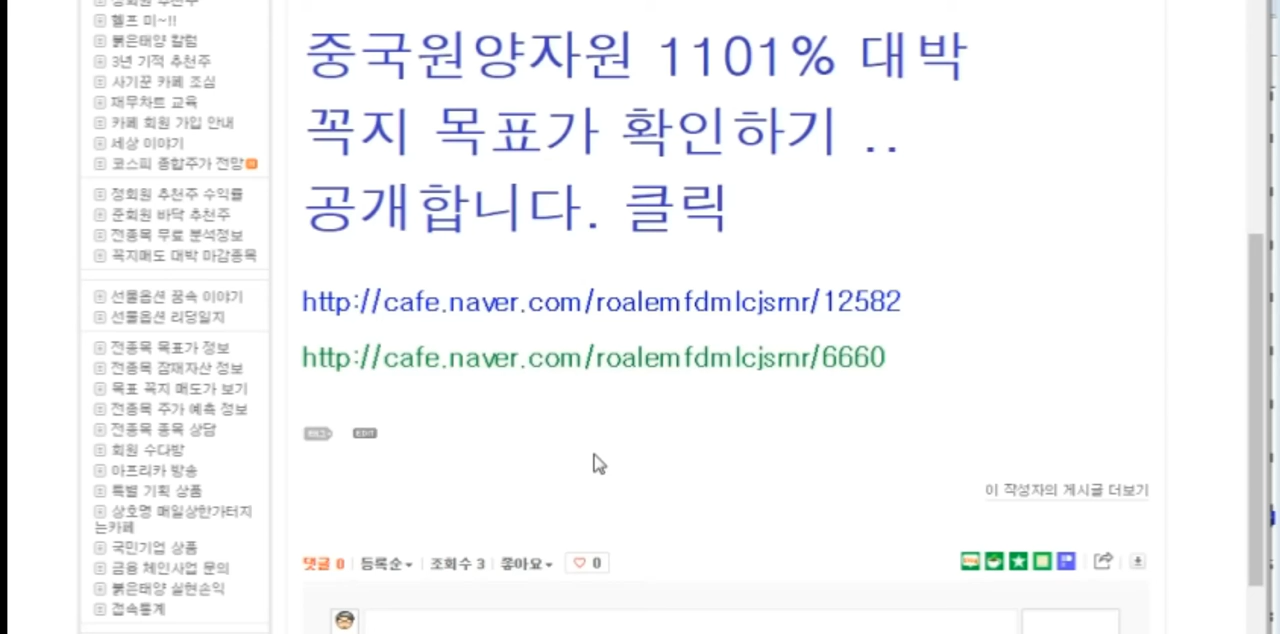 헬프 미~!!
붉은태양 칼럼
3년 기적 추천주
사기꾼 카페 조심
재무차트 교육
카페 회원 가입 안내
세상 이야기
코스피 종합주가 전망
정회원 추천주 수익률
준회원 바닥 추천주
전종목 무료 분석정보
꼭지매도 대박 마감종목
선물옵션 꿈속 이야기
선물옵션 리딩일지
전종목 목표가 정보
전종목 잠재자산 정보
목표 꼭지 매도가 보기
전종목 주가 예측 정보
전종목 종목 상담
회원 수다방
아프리카 방송
특별 기획 상품
상호명 매일상한가터지
는카페
국민기업 상품
금융 체인사업 문의
붉은태양 실현손익
접속통계
중국원양자원 1101% 대박
꼭지 목표가 확인하기 ..
공개합니다. 클릭
http://cafe.naver.com/roalemfdmlcjsrnr/12582
http://cafe.naver.com/roalemfdmlcjsrnr/6660
EDIT
이 작성자의 게시글 더보기
댓글 0 등록순 조회수 3 좋아요 0